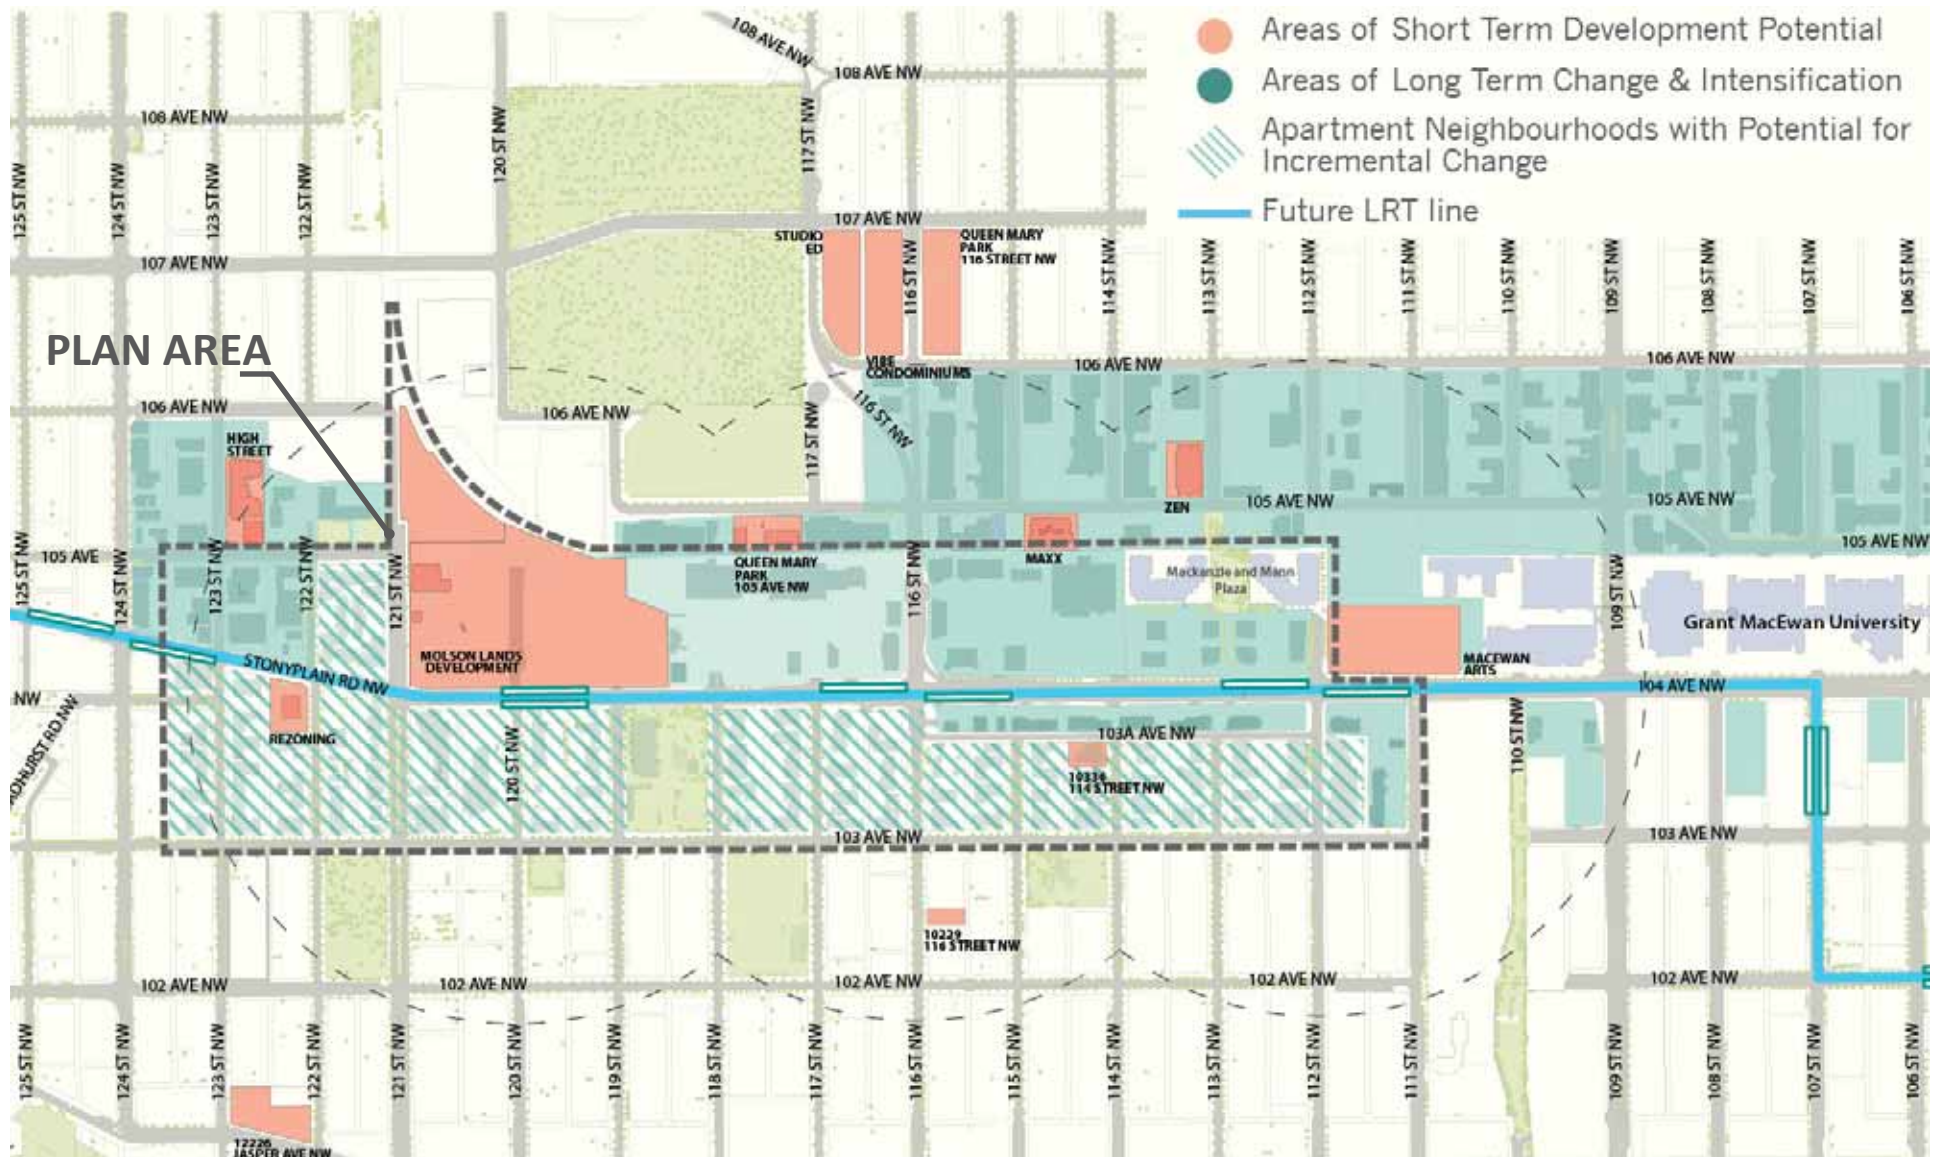 Areas of Short Term Development Potential
Areas of Long Term Change & Intensification
Apartment Neighbourhoods with Potential for
Incremental Change
Future LRT line
108 AVE NW
108 AVE NW
108 AVE NW
125 ST NW
124 ST NW
123 ST NW
122 ST NW
120 ST NW
117 ST NW
107 AVE NW
107 AVE NW
STUDIO
ED
116 ST NW
QUEEN MARY
PARK
116 STREET NW
114 ST NW
113 ST NW
112 ST NW
111 ST NW
110 ST NW
109 ST NW
108 ST NW
107 ST NW
106 ST NW
PLAN AREA
VIBE
CONDOMINIUMS
106 AVE NW
106 AVE NW
106 AVE NW
106 AVE NW
116 ST NW
117 ST NW
HIGH
STREET
ZEN
105 AVE NW
105 AVE NW
105 AVE NW
105 AVE
125 ST NW
124 ST NW
123 ST NW
122 ST NW
121 ST NW
QUEEN MARY
PARK
105 AVE NW
116 ST NW
MAXX
Mackenzie and Mann
Plaza
109 ST NW
Grant MacEwan University
STONYPLAIN RD NW
MOLSON LANDS
DEVELOPMENT
MACEWAN
ARTS
104 AVE NW
NW
REZONING
120 ST NW
103A AVE NW
10334
114 STREET NW
110 ST NW
103 AVE NW
103 AVE NW
10229
116 STREET NW
102 AVE NW
102 AVE NW
102 AVE NW
102 AVE NW
102 AVE NW
125 ST NW
124 ST NW
123 ST NW
122 ST NW
121 ST NW
120 ST NW
119 ST NW
118 ST NW
117 ST NW
116 ST NW
115 ST NW
114 ST NW
113 ST NW
112 ST NW
111 ST NW
109 ST NW
108 ST NW
107 ST NW
106 ST NW
12226
JASPER AVE NW